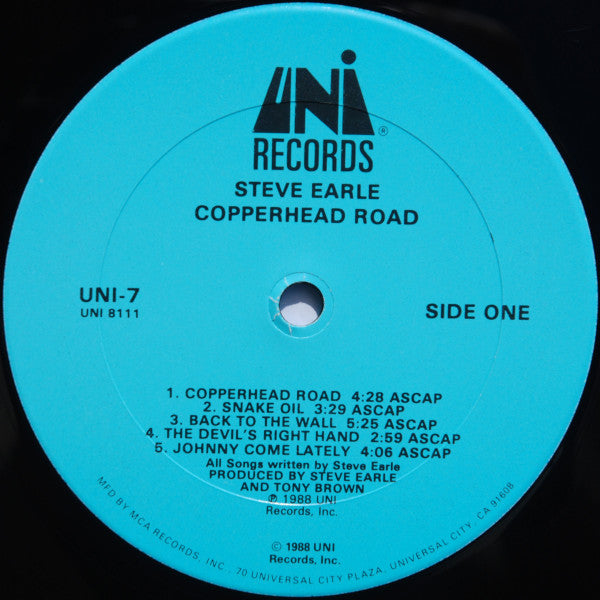 UNI
®
RECORDS
STEVE EARLE
COPPERHEAD ROAD
UNI-7
UNI 8111
SIDE ONE
1. COPPERHEAD ROAD 4:28 ASCAP
2. SNAKE OIL 3:29 ASCAP
3. BACK TO THE WALL 5:25 ASCAP
4. THE DEVIL'S RIGHT HAND 2:59 ASCAP
5. JOHNNY COME LATELY 4:06 ASCAP
All Songs written by Steve Earle
PRODUCED BY STEVE EARLE
AND TONY BROWN
℗ 1988 UNI
Records, Inc.
© 1988 UNI
Records, Inc.
MFD BY MCA RECORDS, INC. 70 UNIVERSAL CITY PLAZA, UNIVERSAL CITY, CA 91608